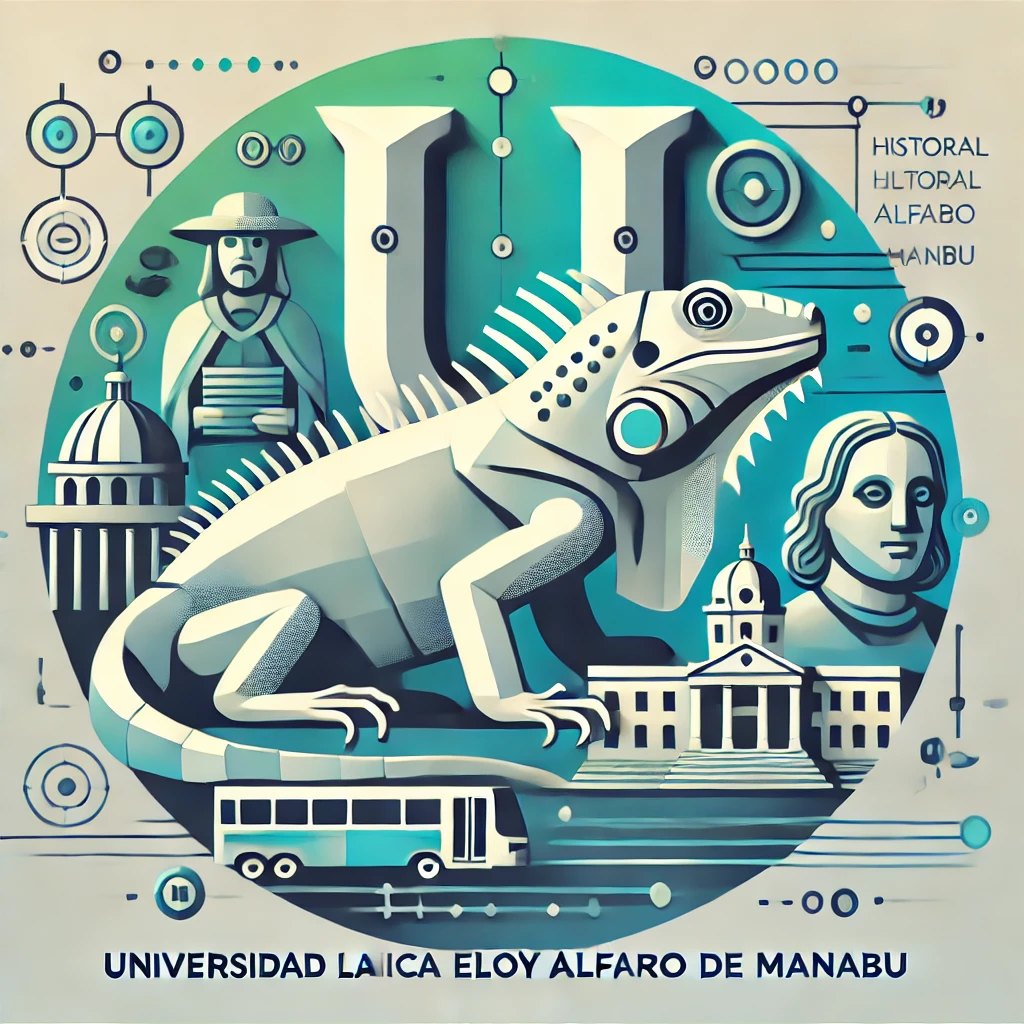 U U
HISTORAL
HLTORAL
ALFABO
HANBU
UNIVERSIDAD LAIICA ELOY ALFARO DE MANABU